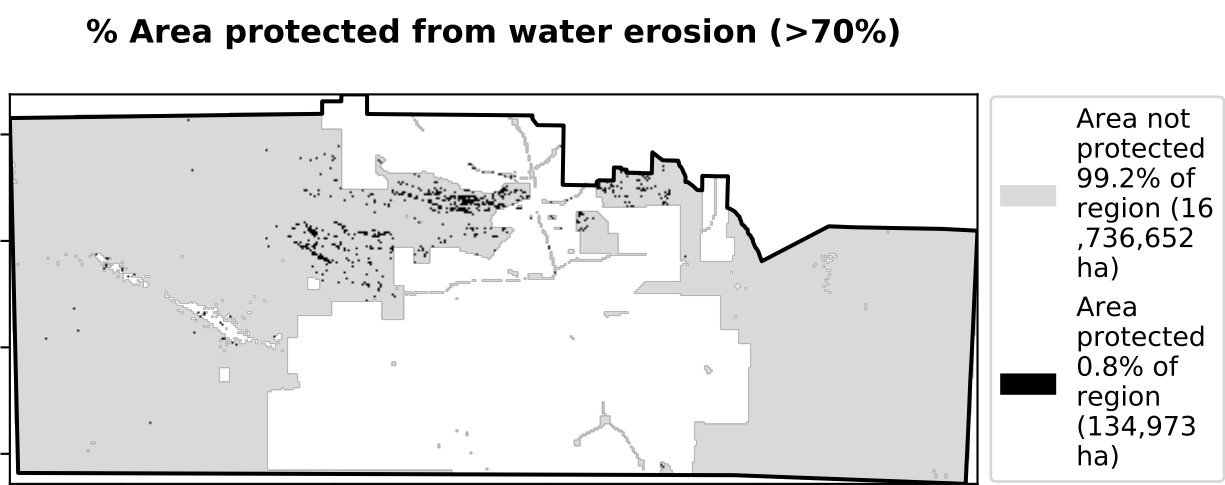 % Area protected from water erosion (>70%)
Area not
protected
99.2% of
region (16
,736,652
ha)
Area
protected
0.8% of
region
(134,973
ha)